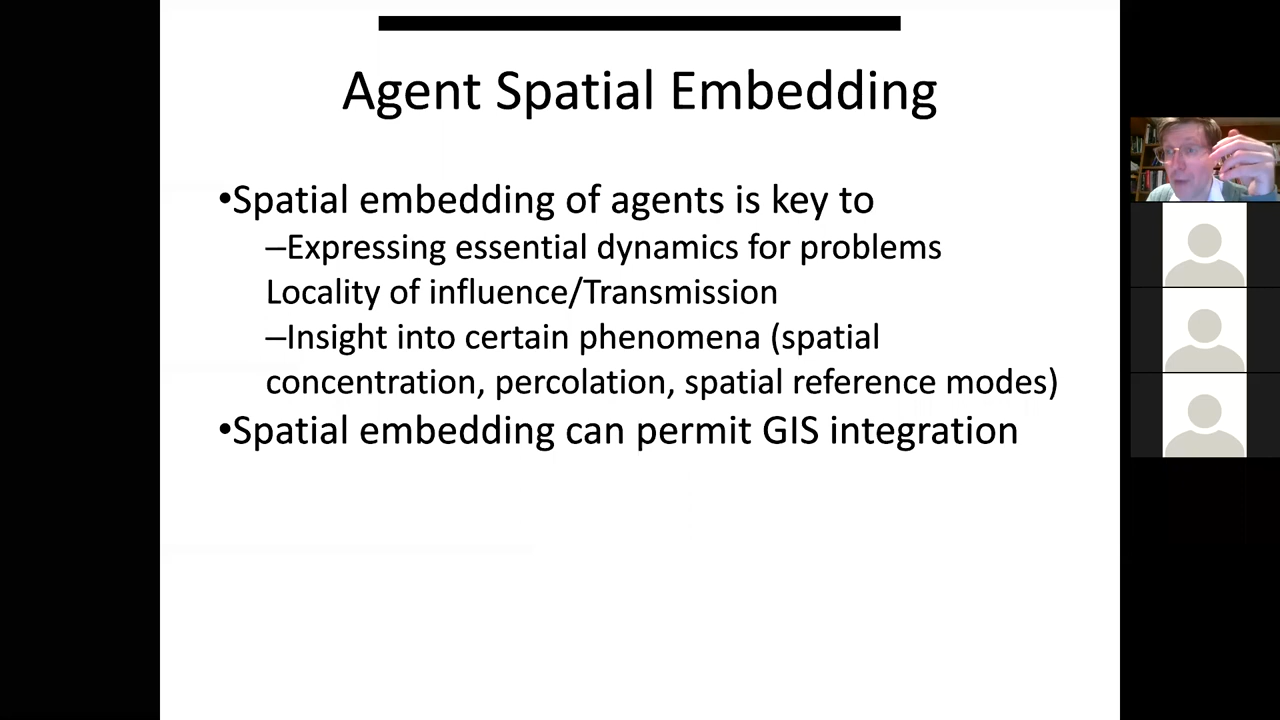 Agent Spatial Embedding
•Spatial embedding of agents is key to
–Expressing essential dynamics for problems
Locality of influence/Transmission
–Insight into certain phenomena (spatial
concentration, percolation, spatial reference modes)
•Spatial embedding can permit GIS integration